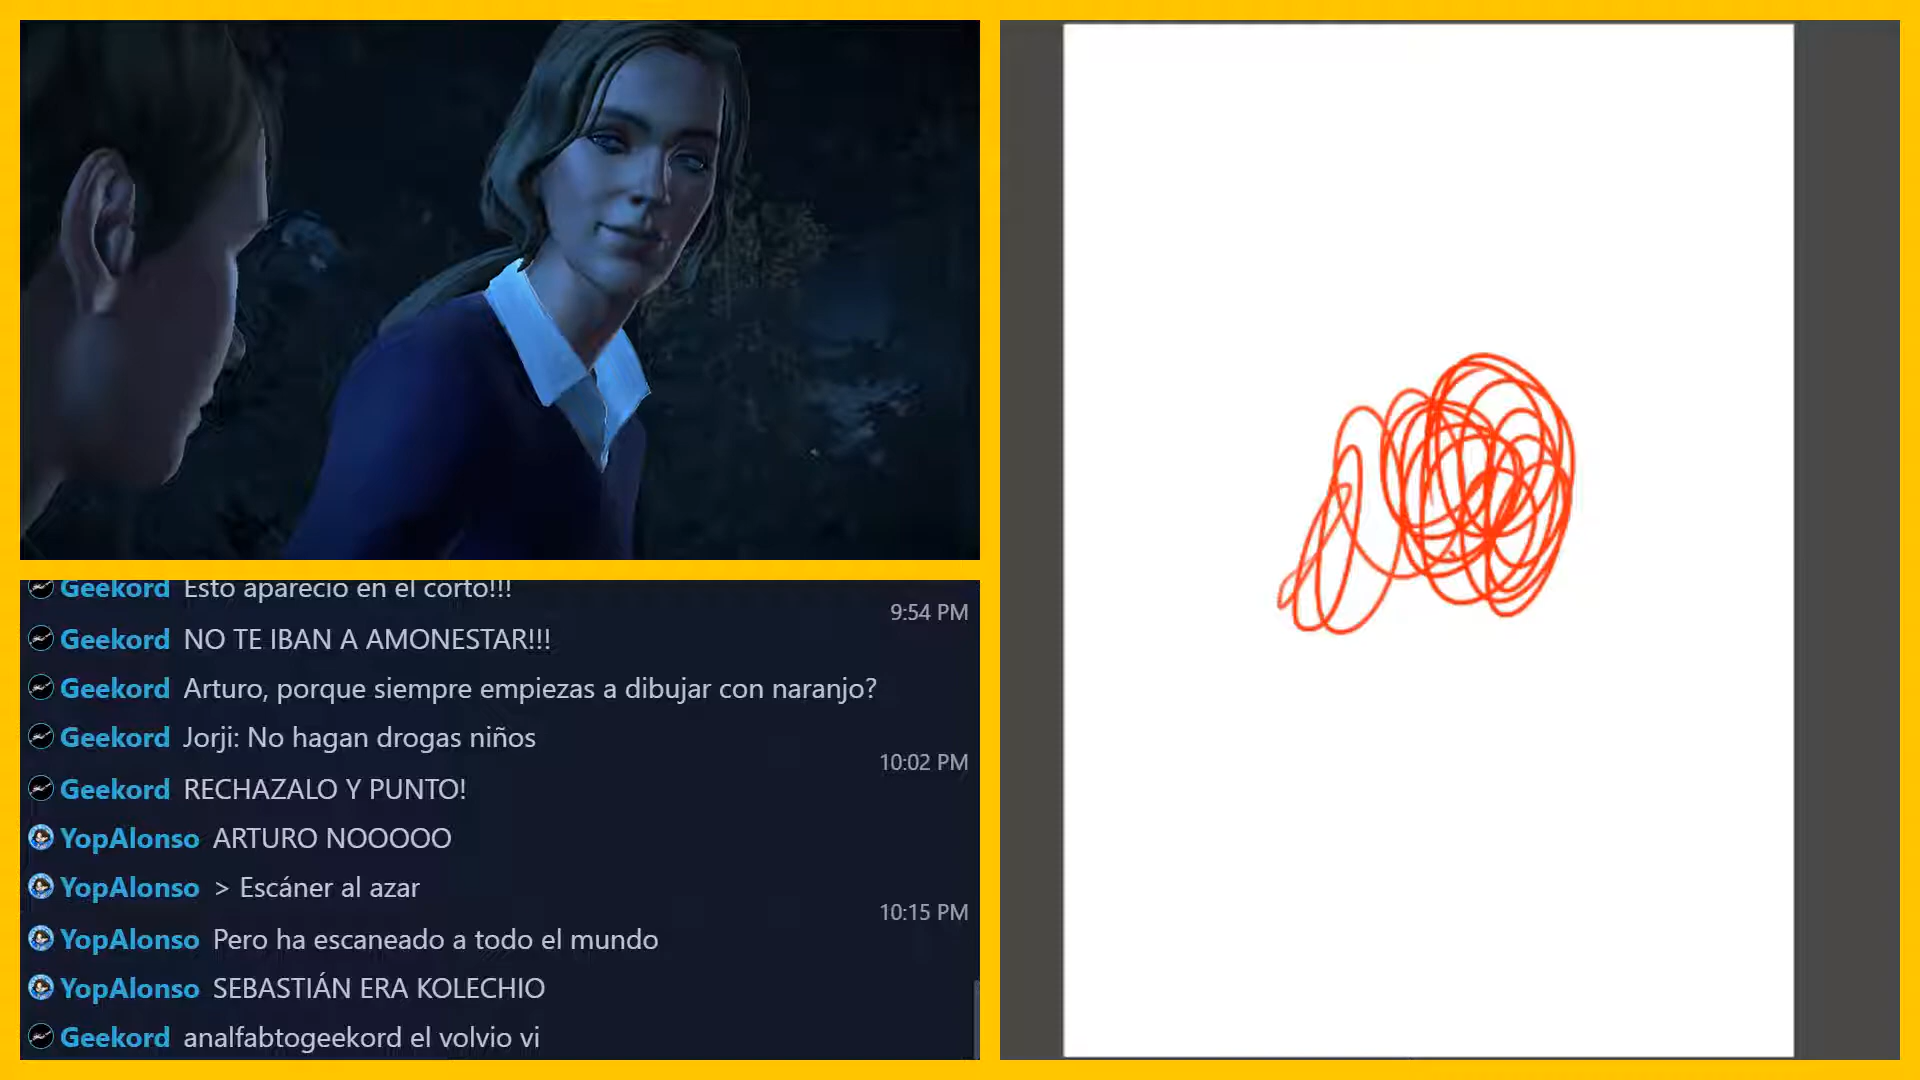 Geekord Esto aparecio en el corto!!!
9:54 PM
Geekord NO TE IBAN A AMONESTAR!!!
Geekord Arturo, porque siempre empiezas a dibujar con naranjo?
Geekord Jorji: No hagan drogas niños
10:02 PM
Geekord RECHAZALO Y PUNTO!
YopAlonso ARTURO NOOOOO
YopAlonso > Escáner al azar
10:15 PM
YopAlonso Pero ha escaneado a todo el mundo
YopAlonso SEBASTIÁN ERA KOLECHIO
Geekord analfabtogeekord el volvio vi